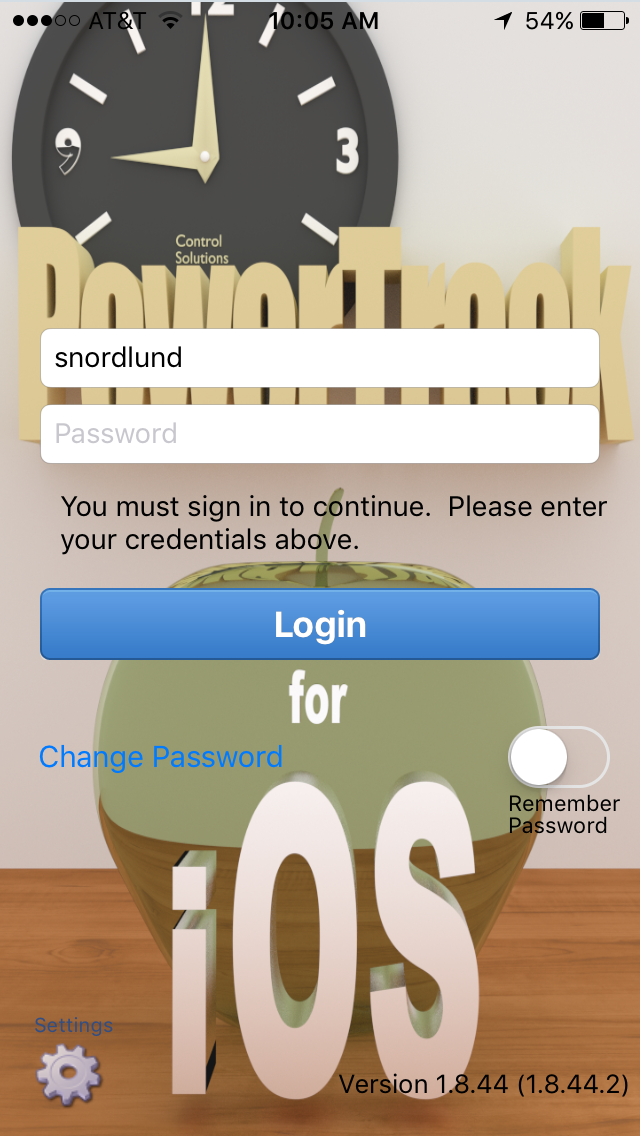 AT&T 10:05 AM 54%
12
9 3
Control
Solutions
PowerTrack
snordlund
Password
You must sign in to continue.  Please enter
your credentials above.
Login
for
Change Password
Remember
Password
iOS
Settings
Version 1.8.44 (1.8.44.2)